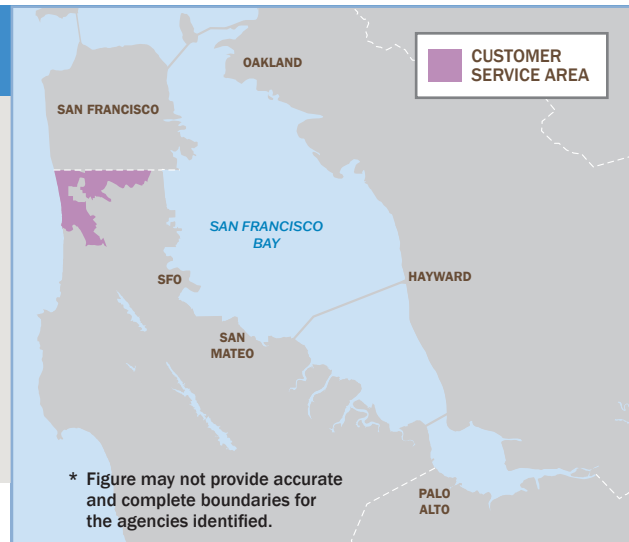 OAKLAND
CUSTOMER
SERVICE AREA
SAN FRANCISCO
SAN FRANCISCO
BAY
SFO
HAYWARD
SAN
MATEO
* Figure may not provide accurate
and complete boundaries for
the agencies identified.
PALO
ALTO